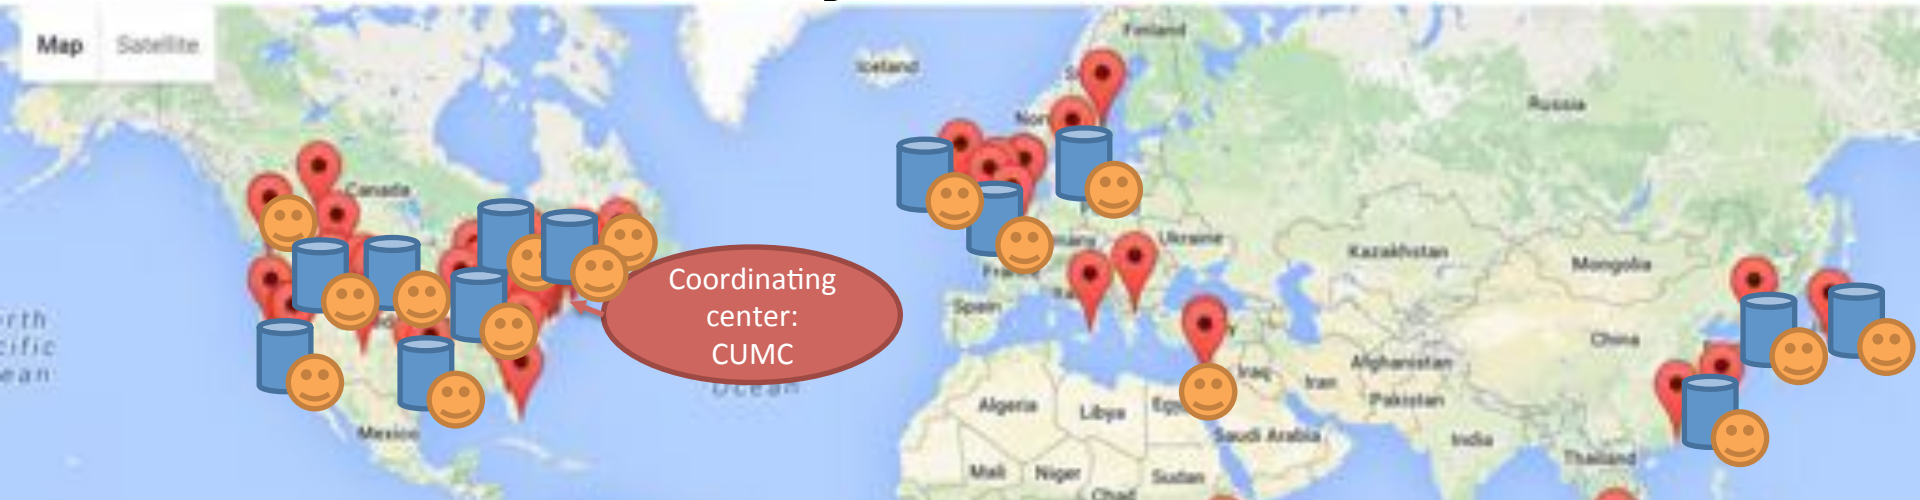 Map Satellite
Finland
Iceland
Russia
Canada
Ukraine
Kazakhstan
Mongolia
Coordinating
center:
CUMC
Spain
China
Afghanistan
Iraq
Iran
Pakistan
Ocean
Algeria
Libya
Mexico
Saudi Arabia
India
Thailand
Mali
Niger
Sudan
Chad